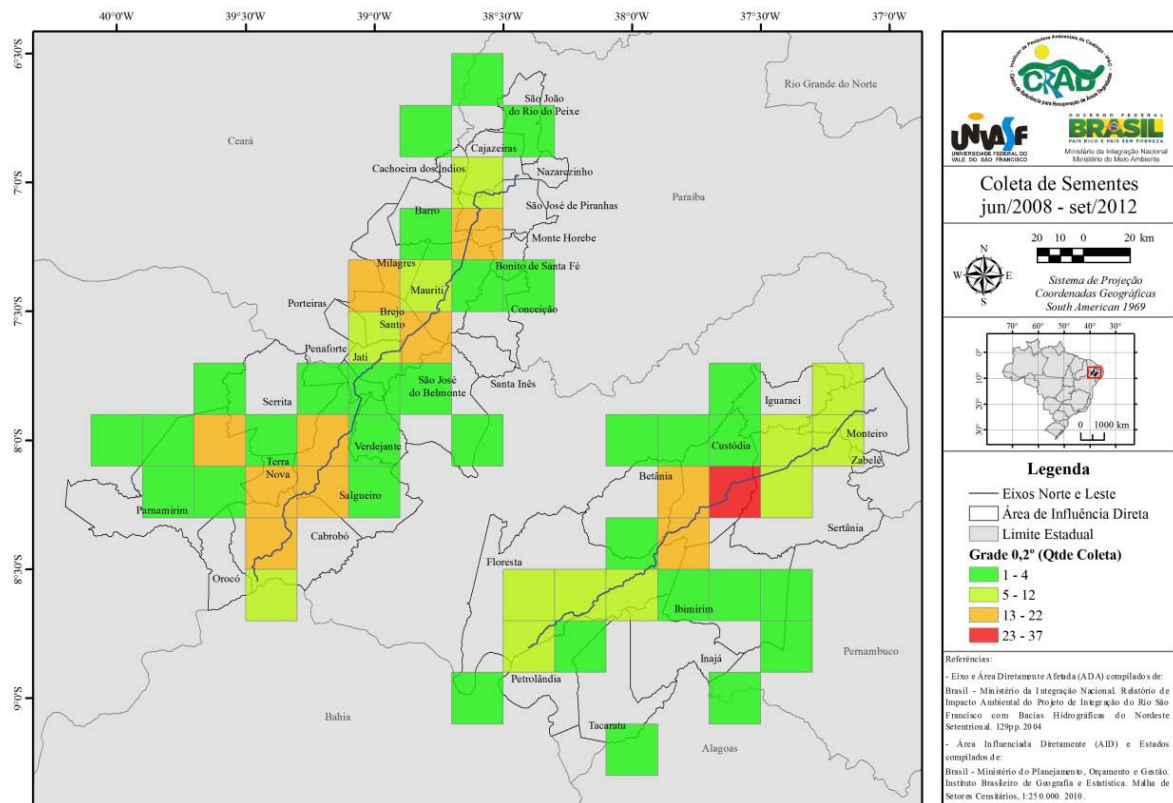 40°0'W 39°30'W 39°0'W 38°30'W 38°0'W 37°30'W 37°0'W
6°30'S
7°0'S
7°30'S
8°0'S
8°30'S
9°0'S
Rio Grande do Norte
Ceará
Paraíba
Pernambuco
Bahia
Alagoas
São João
do Rio do Peixe
Cajazeiras
Cachoeira dos Índios
Nazarezinho
São José de Piranhas
Barro
Monte Horebe
Milagres
Bonito de Santa Fé
Mauriti
Porteiras
Conceição
Brejo
Santo
Penaforte
Jati
Santa Inês
São José
do Belmonte
Serrita
Verdejante
Terra
Nova
Salgueiro
Parnamirim
Cabrobó
Orocó
Iguaraci
Custódia
Monteiro
Zabelê
Betânia
Sertânia
Floresta
Ibimirim
Inajá
Petrolândia
Tacaratu
CRAD
UNIVASF
UNIVERSIDADE FEDERAL DO
VALE DO SÃO FRANCISCO
GOVERNO FEDERAL
BRASIL
PAÍS RICO É PAÍS SEM POBREZA
Ministério da Integração Nacional
Ministério do Meio Ambiente
Coleta de Sementes
jun/2008 - set/2012
N
W E
S
20 10 0 20 km
Sistema de Projeção
Coordenadas Geográficas
South American 1969
70° 60° 50° 40° 30°
0°
10°
20°
30°
0 1000 km
Legenda
Eixos Norte e Leste
Área de Influência Direta
Limite Estadual
Grade 0,2° (Qtde Coleta)
1 - 4
5 - 12
13 - 22
23 - 37
Referências:
- Eixo e Área Diretamente Afetada (ADA) compilados de:
Brasil - Ministério da Integração Nacional. Relatório de
Impacto Ambiental do Projeto de Integração do Rio São
Francisco com Bacias Hidrográficas do Nordeste
Setentrional. 129pp. 2004
- Área Influenciada Diretamente (AID) e Estados
compilados de:
Brasil - Ministério do Planejamento, Orçamento e Gestão.
Instituto Brasileiro de Geografia e Estatística. Malha de
Setores Censitários, 1:250.000. 2010.